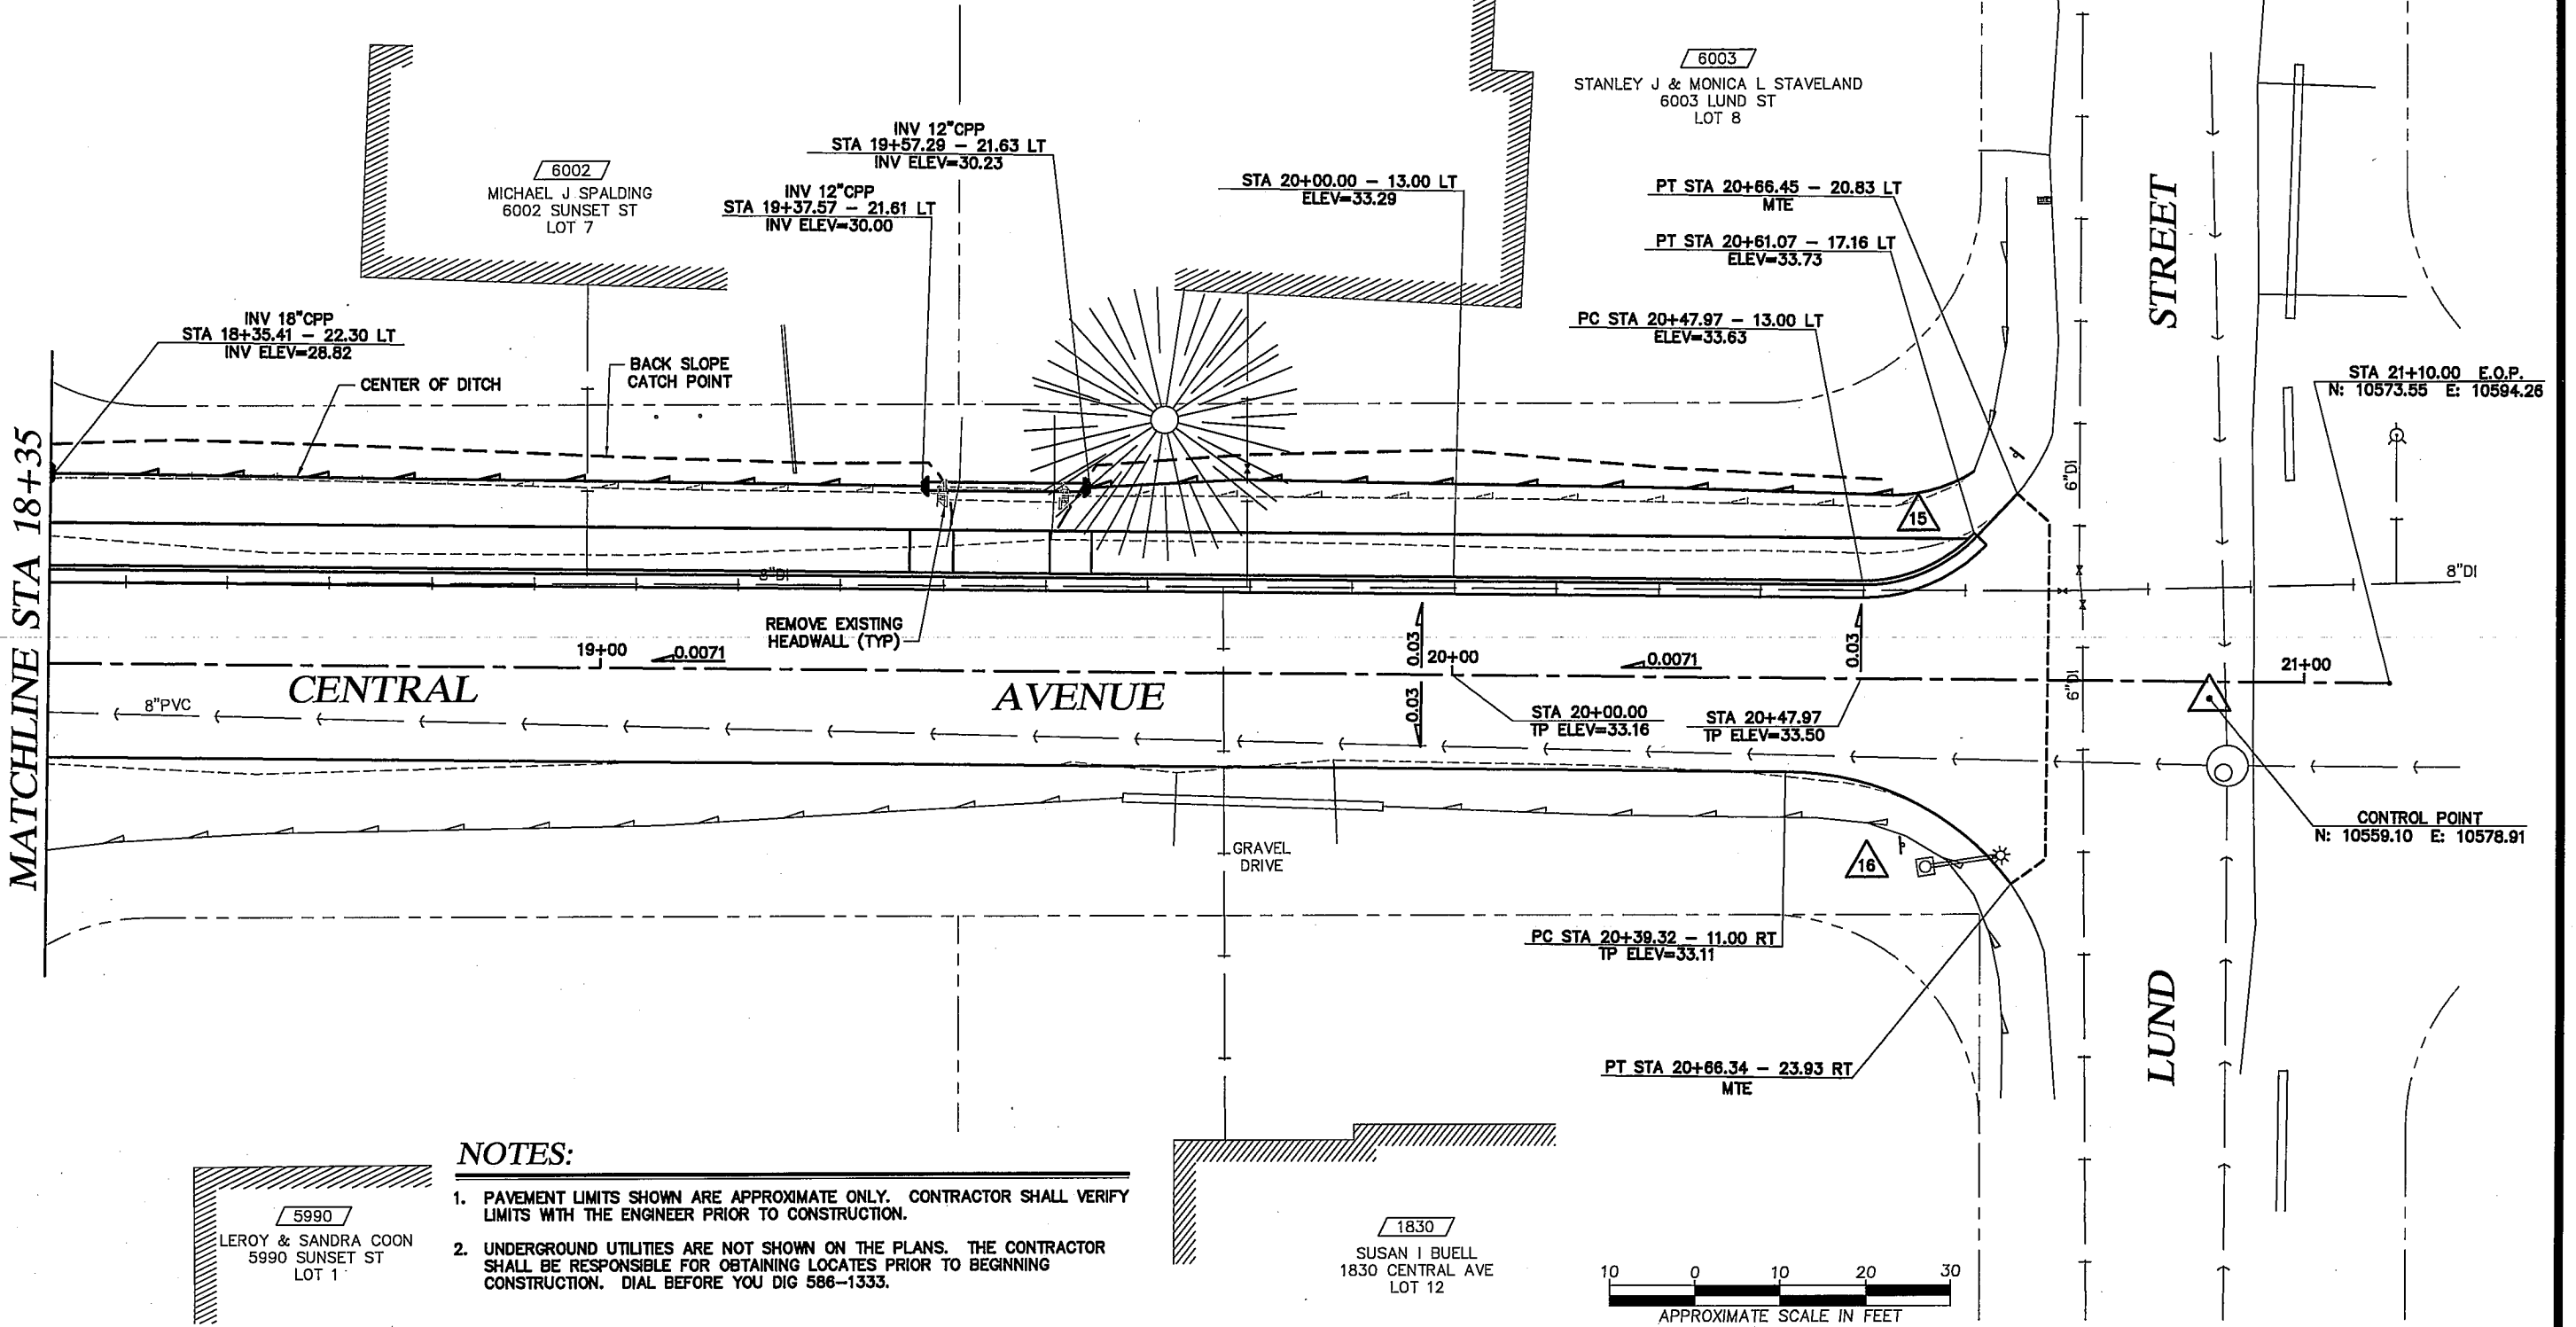 6003
STANLEY J & MONICA L STAVELAND
6003 LUND ST
LOT 8
6002
MICHAEL J SPALDING
6002 SUNSET ST
LOT 7
INV 12"CPP
STA 19+57.29 - 21.63 LT
INV ELEV=30.23
INV 12"CPP
STA 19+37.57 - 21.61 LT
INV ELEV=30.00
STA 20+00.00 - 13.00 LT
ELEV=33.29
PT STA 20+66.45 - 20.83 LT
MTE
PT STA 20+61.07 - 17.16 LT
ELEV=33.73
PC STA 20+47.97 - 13.00 LT
ELEV=33.63
INV 18"CPP
STA 18+35.41 - 22.30 LT
INV ELEV=28.82
CENTER OF DITCH
BACK SLOPE
CATCH POINT
STREET
STA 21+10.00 E.O.P.
N: 10573.55 E: 10594.26
MATCHLINE STA 18+35
6"DI
15
8"DI
8"DI
REMOVE EXISTING
HEADWALL (TYP)
19+00
0.0071
0.03
20+00
0.0071
0.03
21+00
CENTRAL
AVENUE
8"PVC
0.03
6"DI
STA 20+00.00
TP ELEV=33.16
STA 20+47.97
TP ELEV=33.50
CONTROL POINT
N: 10559.10 E: 10578.91
GRAVEL
DRIVE
16
PC STA 20+39.32 - 11.00 RT
TP ELEV=33.11
PT STA 20+66.34 - 23.93 RT
MTE
LUND
NOTES:
1. PAVEMENT LIMITS SHOWN ARE APPROXIMATE ONLY. CONTRACTOR SHALL VERIFY
LIMITS WITH THE ENGINEER PRIOR TO CONSTRUCTION.
2. UNDERGROUND UTILITIES ARE NOT SHOWN ON THE PLANS. THE CONTRACTOR
SHALL BE RESPONSIBLE FOR OBTAINING LOCATES PRIOR TO BEGINNING
CONSTRUCTION. DIAL BEFORE YOU DIG 586-1333.
5990
LEROY & SANDRA COON
5990 SUNSET ST
LOT 1
1830
SUSAN I BUELL
1830 CENTRAL AVE
LOT 12
10 0 10 20 30
APPROXIMATE SCALE IN FEET